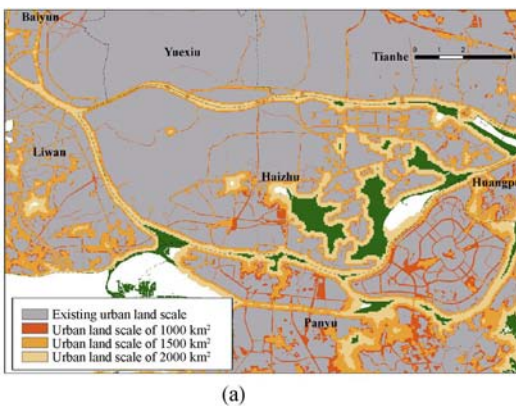 Baiyun
Yuexiu
Tianhe
0 2 4
Liwan
Haizhu
Huangpu
Existing urban land scale
Urban land scale of 1000 km²
Urban land scale of 1500 km²
Urban land scale of 2000 km²
Panyu
(a)